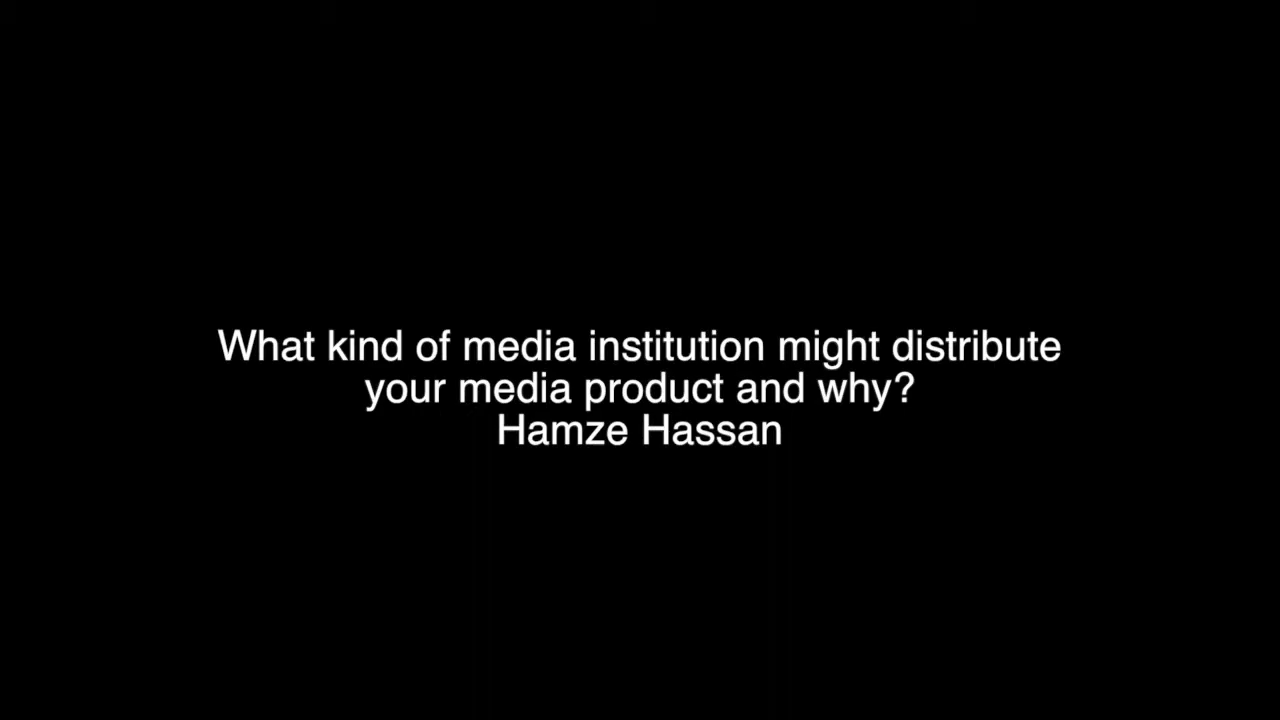 What kind of media institution might distribute
your media product and why?
Hamze Hassan